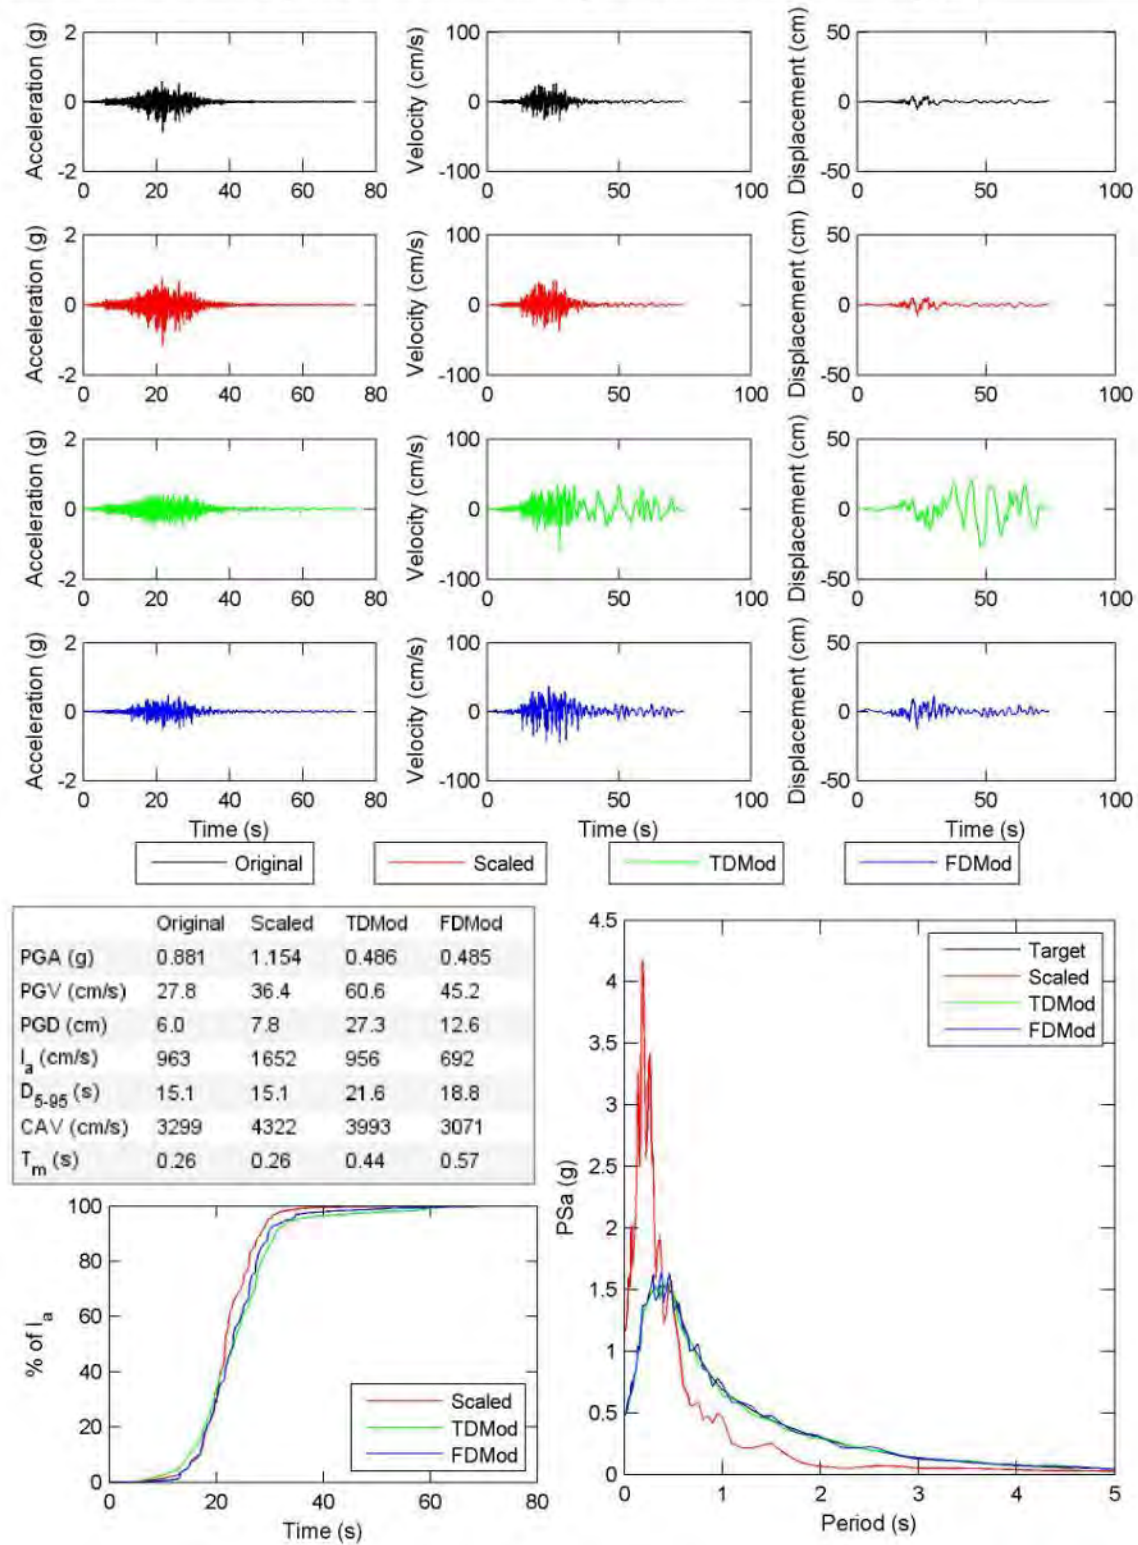 Acceleration (g)
2
0
-2
0 20 40 60 80
Velocity (cm/s)
100
0
-100
0 50 100
Displacement (cm)
50
0
-50
0 50 100
Acceleration (g)
2
0
-2
0 20 40 60 80
Velocity (cm/s)
100
0
-100
0 50 100
Displacement (cm)
50
0
-50
0 50 100
Acceleration (g)
2
0
-2
0 20 40 60 80
Velocity (cm/s)
100
0
-100
0 50 100
Displacement (cm)
50
0
-50
0 50 100
Acceleration (g)
2
0
-2
0 20 40 60 80
Time (s)
Velocity (cm/s)
100
0
-100
0 50 100
Time (s)
Displacement (cm)
50
0
-50
0 50 100
Time (s)
Original
Scaled
TDMod
FDMod
Original Scaled TDMod FDMod
PGA (g) 0.881 1.154 0.486 0.485
PGV (cm/s) 27.8 36.4 60.6 45.2
PGD (cm) 6.0 7.8 27.3 12.6
Ia (cm/s) 963 1652 956 692
D5-95 (s) 15.1 15.1 21.6 18.8
CAV (cm/s) 3299 4322 3993 3071
Tm (s) 0.26 0.26 0.44 0.57
% of Ia
100
80
60
40
20
0
0 20 40 60 80
Time (s)
Scaled
TDMod
FDMod
PSa (g)
4.5
4
3.5
3
2.5
2
1.5
1
0.5
0
0 1 2 3 4 5
Period (s)
Target
Scaled
TDMod
FDMod